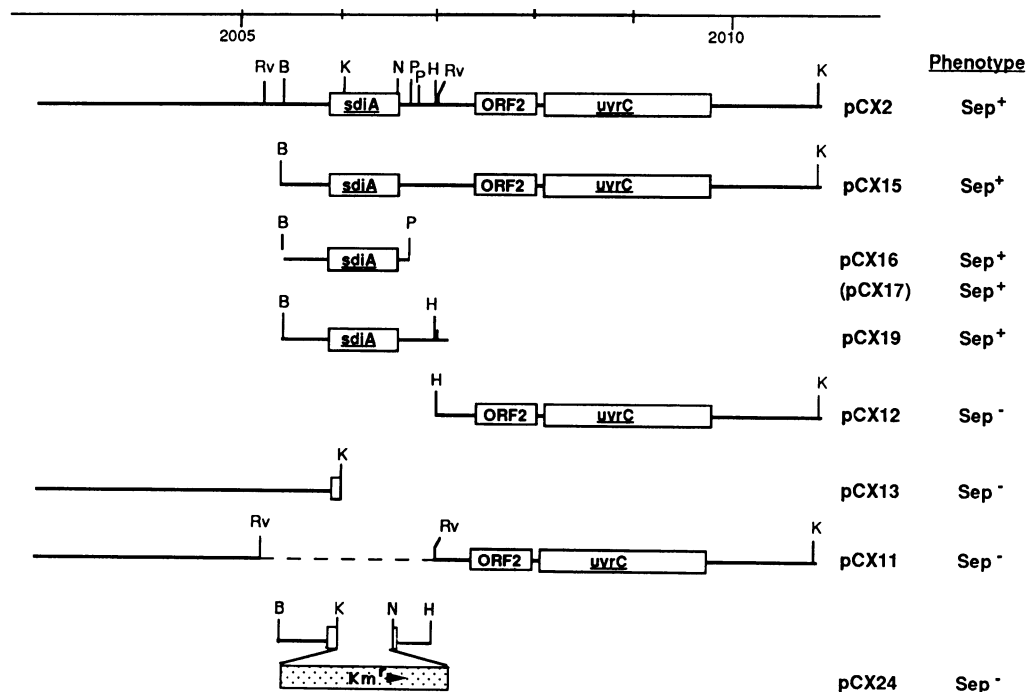 2005 2010
Phenotype
Rv B K N P P H Rv K
sdiA ORF2 uvrC pCX2 Sep+
B K
sdiA ORF2 uvrC pCX15 Sep+
B P
sdiA pCX16 Sep+
(pCX17) Sep+
B H
sdiA pCX19 Sep+
H K
ORF2 uvrC pCX12 Sep-
K
pCX13 Sep-
Rv Rv K
ORF2 uvrC pCX11 Sep-
B K N H
Kmr pCX24 Sep-